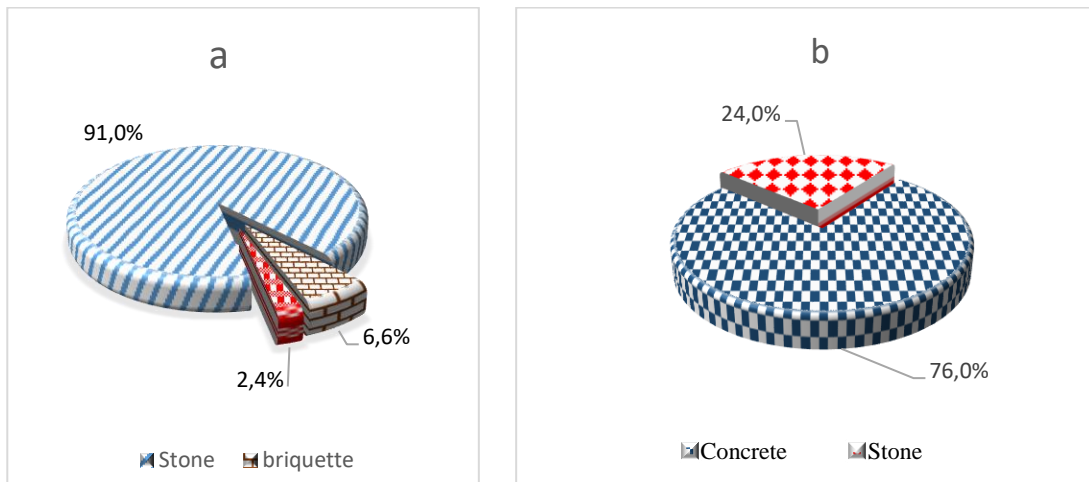 a
91,0%
6,6%
2,4%
Stone briquette
b
24,0%
76,0%
Concrete Stone